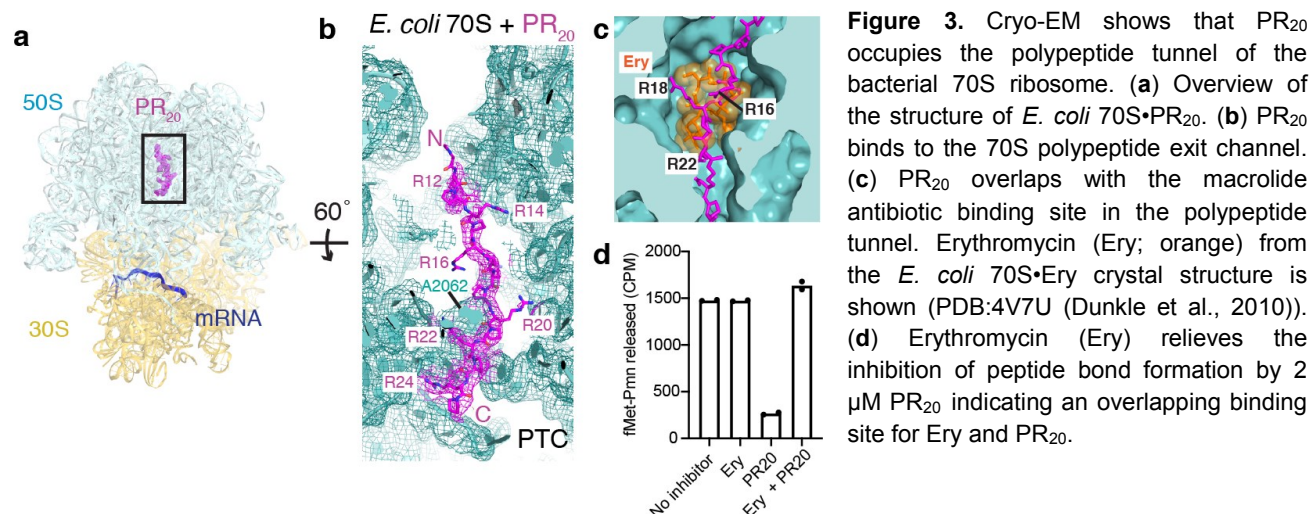 a
50S
PR20
30S
mRNA
60°
b
E. coli 70S + PR20
N
R12
R14
R16
A2062
R20
R22
R24
C
PTC
c
Ery
R18
R16
R22
d
fMet-Pmn released (CPM)
2000
1500
1000
500
0
No inhibitor
Ery
PR20
Ery + PR20
Figure 3. Cryo-EM shows that PR20
occupies the polypeptide tunnel of the
bacterial 70S ribosome. (a) Overview of
the structure of E. coli 70S•PR20. (b) PR20
binds to the 70S polypeptide exit channel.
(c) PR20 overlaps with the macrolide
antibiotic binding site in the polypeptide
tunnel. Erythromycin (Ery; orange) from
the E. coli 70S•Ery crystal structure is
shown (PDB:4V7U (Dunkle et al., 2010)).
(d) Erythromycin (Ery) relieves the
inhibition of peptide bond formation by 2
µM PR20 indicating an overlapping binding
site for Ery and PR20.